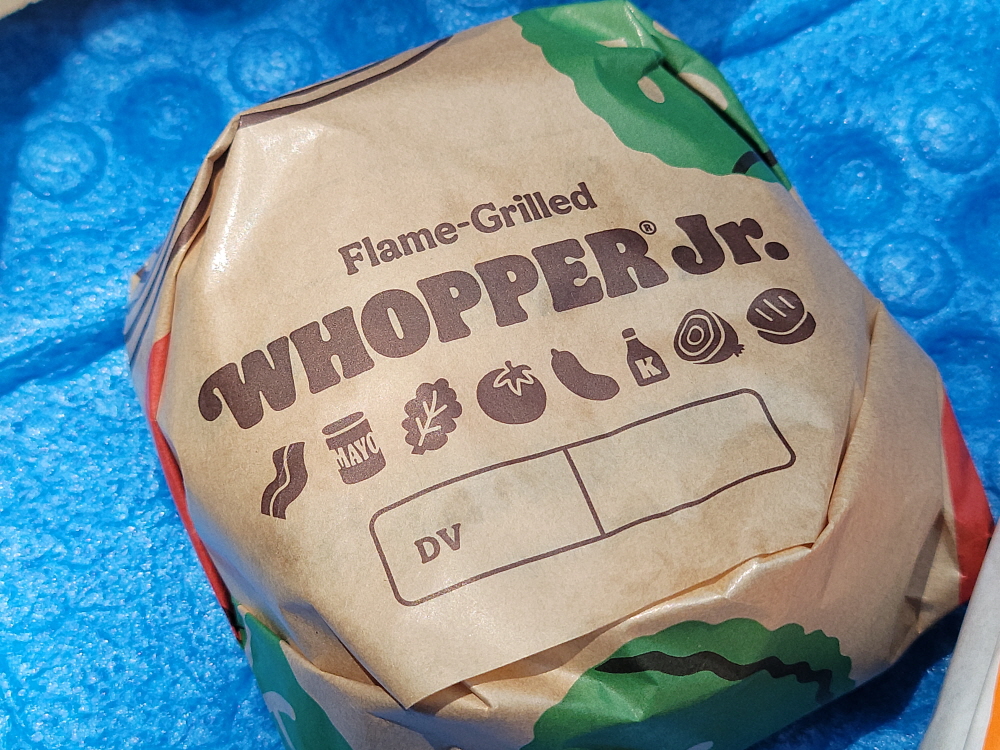 Flame-Grilled
WHOPPER® Jr.
MAYO
K
DV